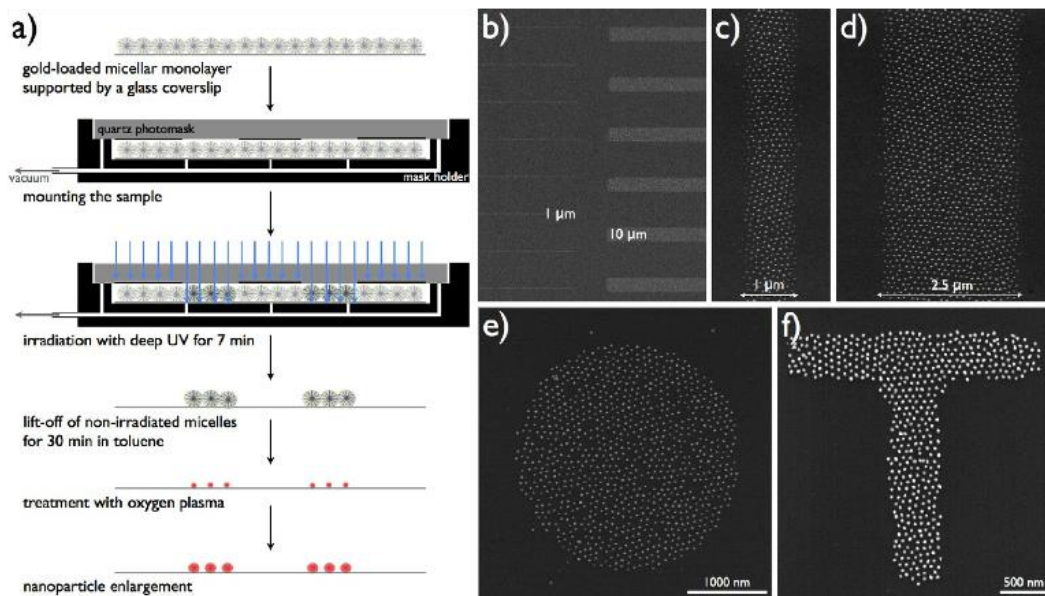 a)
gold-loaded micellar monolayer
supported by a glass coverslip
quartz photomask
vacuum
mask holder
mounting the sample
irradiation with deep UV for 7 min
lift-off of non-irradiated micelles
for 30 min in toluene
treatment with oxygen plasma
nanoparticle enlargement
b)
1 μm
10 μm
c)
1 μm
d)
2.5 μm
e)
1000 nm
f)
500 nm